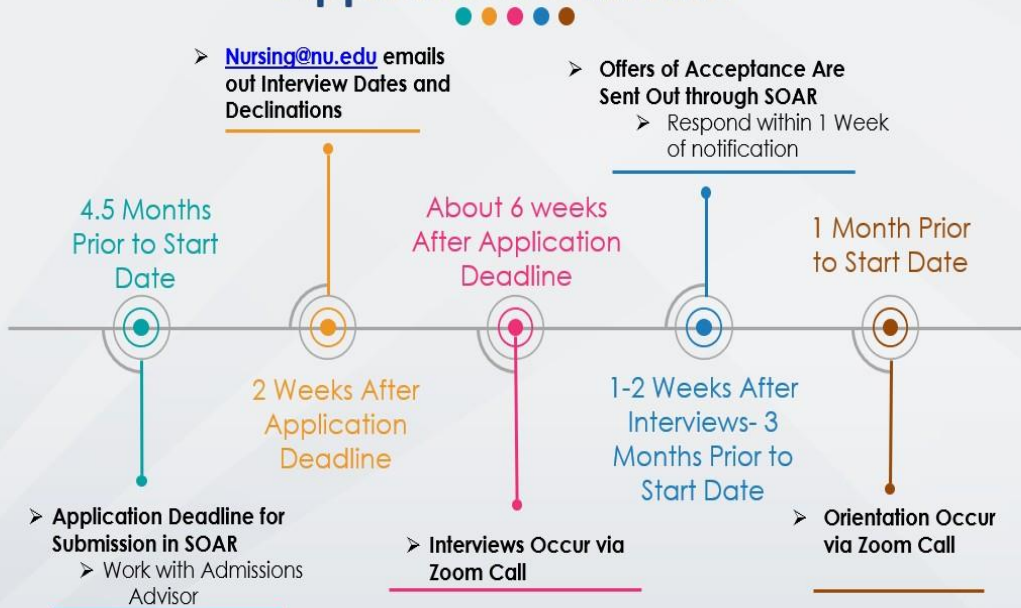 ➢ Nursing@nu.edu emails
out Interview Dates and
Declinations
➢ Offers of Acceptance Are
Sent Out through SOAR
➢ Respond within 1 Week
of notification
4.5 Months
Prior to Start
Date
About 6 weeks
After Application
Deadline
1 Month Prior
to Start Date
2 Weeks After
Application
Deadline
1-2 Weeks After
Interviews- 3
Months Prior to
Start Date
➢ Application Deadline for
Submission in SOAR
➢ Work with Admissions
Advisor
➢ Interviews Occur via
Zoom Call
➢ Orientation Occur
via Zoom Call